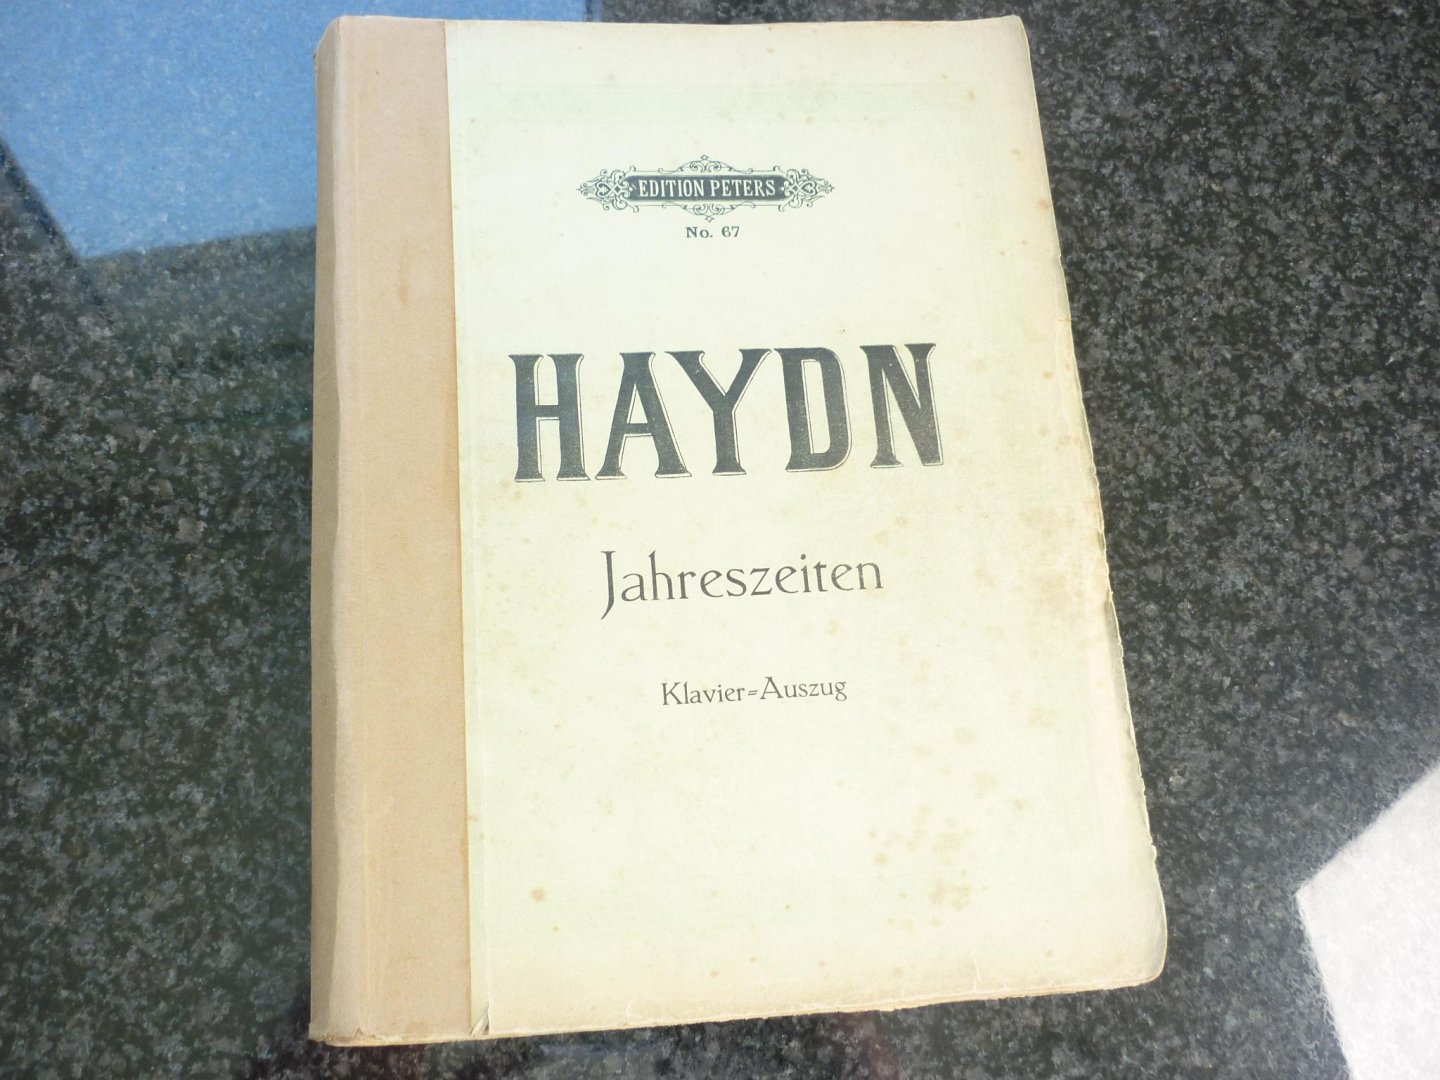 EDITION PETERS
No. 67
HAYDN
Jahreszeiten
Klavier=Auszug